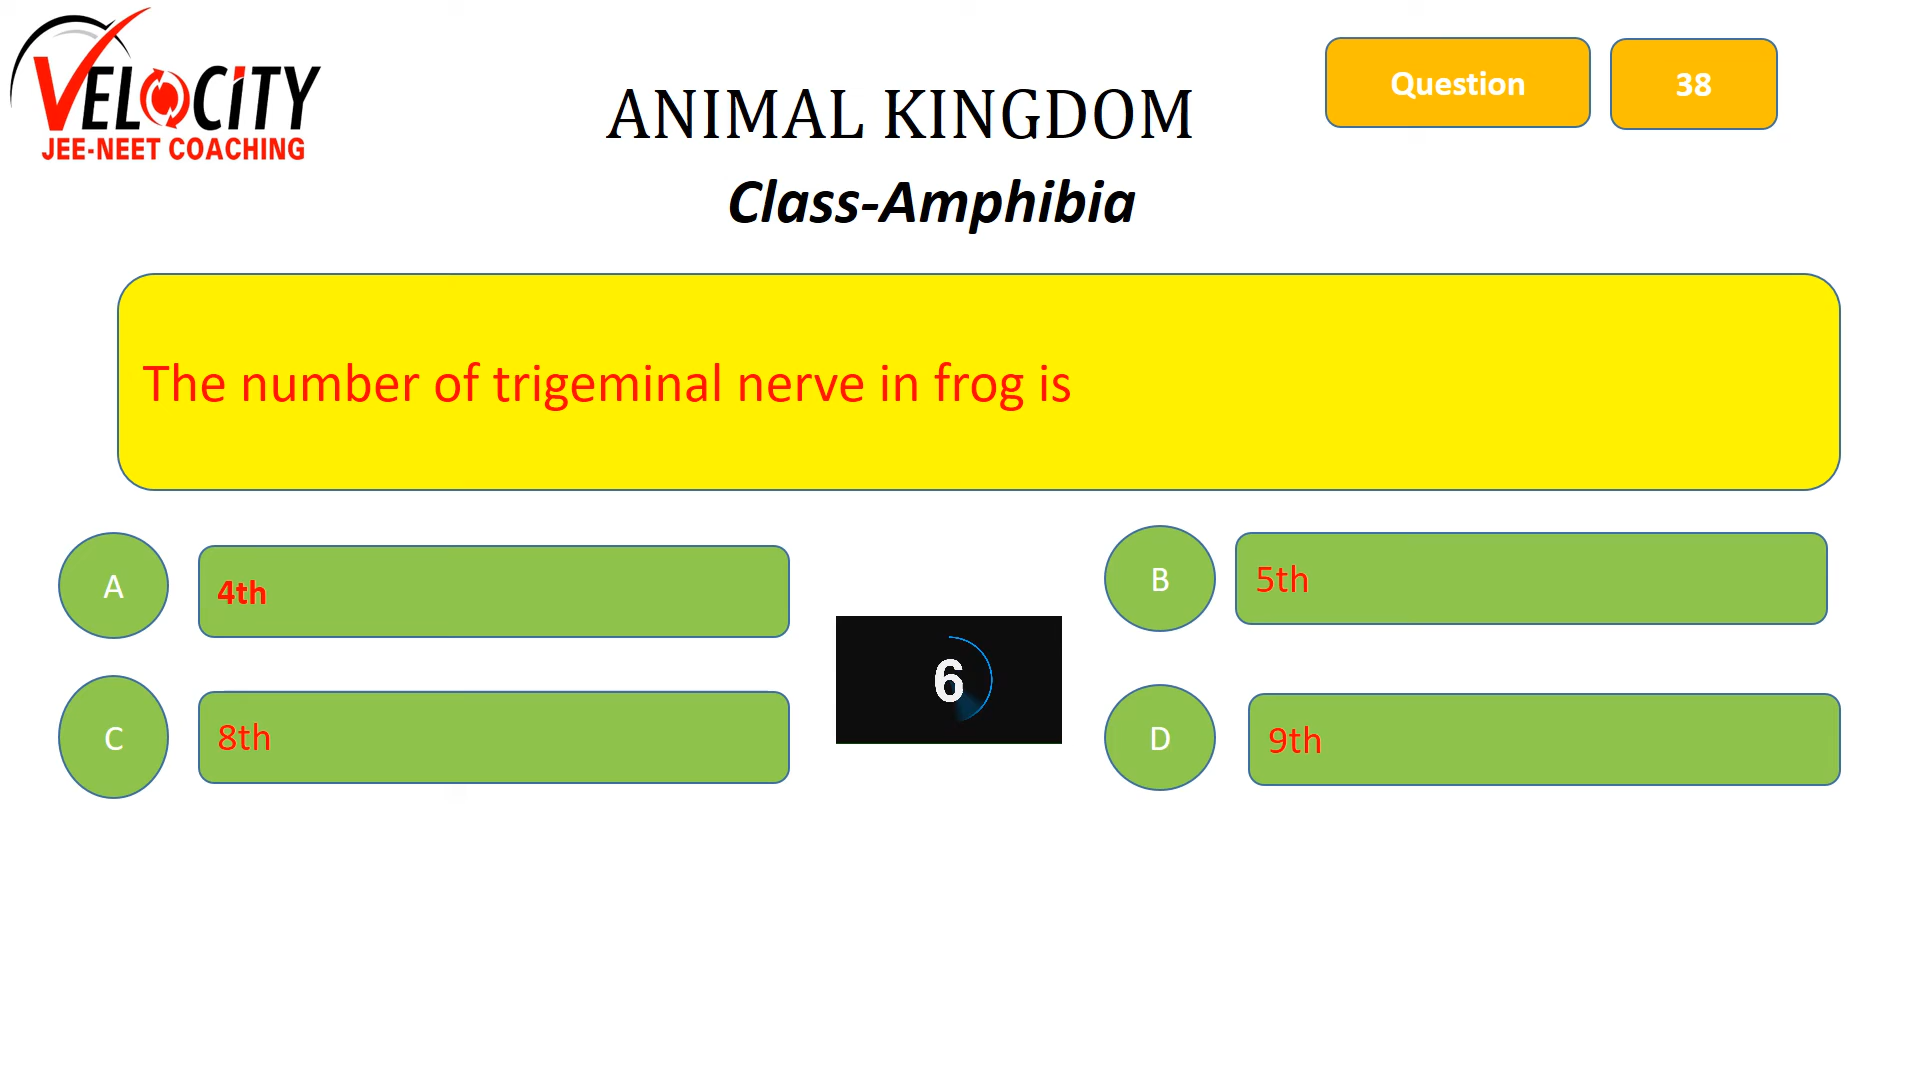 VELOCITY
JEE-NEET COACHING
ANIMAL KINGDOM
Class-Amphibia
Question
38
The number of trigeminal nerve in frog is
A
4th
B
5th
6
C
8th
D
9th